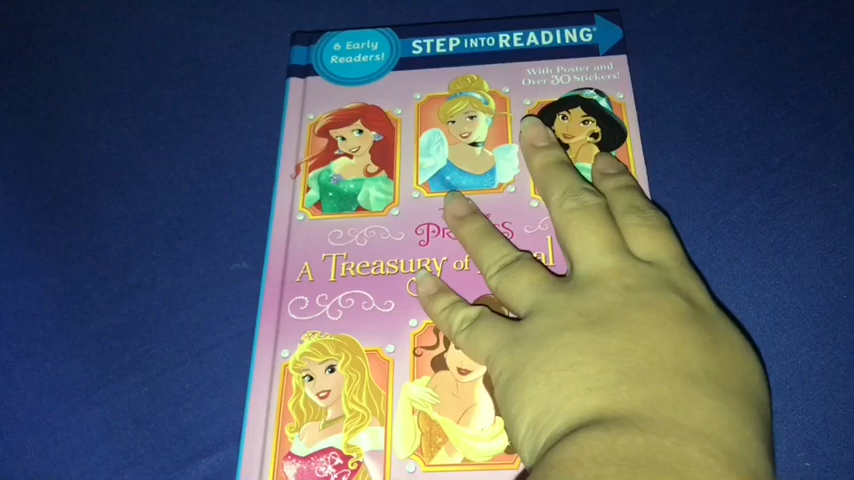 6 Early
Readers!
STEP INTO READING®
With Poster and
Over 30 Stickers!
A TREASURY of